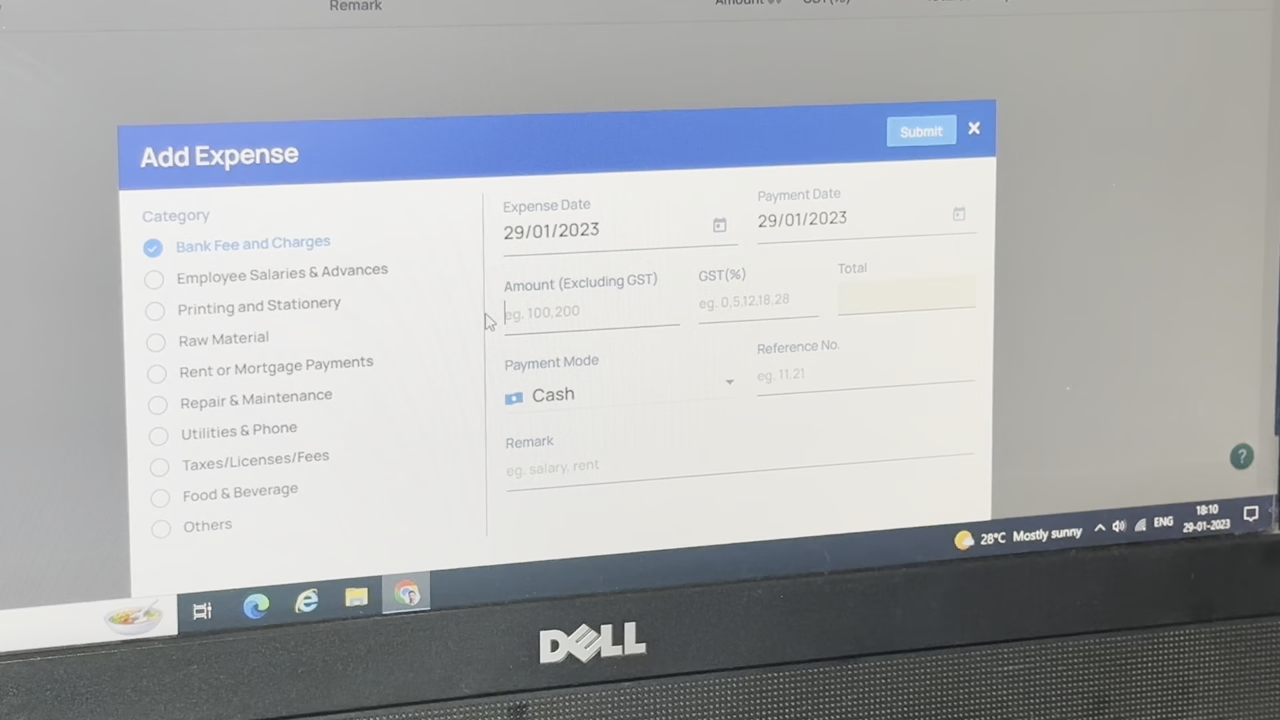 Remark
Add Expense
Submit
Category
Bank Fee and Charges
Employee Salaries & Advances
Printing and Stationery
Raw Material
Rent or Mortgage Payments
Repair & Maintenance
Utilities & Phone
Taxes/Licenses/Fees
Food & Beverage
Others
Expense Date
29/01/2023
Payment Date
29/01/2023
Amount (Excluding GST)
eg. 100,200
GST(%)
eg. 0,5,12,18,28
Total
Payment Mode
Cash
Reference No.
eg. 11,21
Remark
eg. salary, rent
?
28°C Mostly sunny
ENG
18:10
29-01-2023
DELL